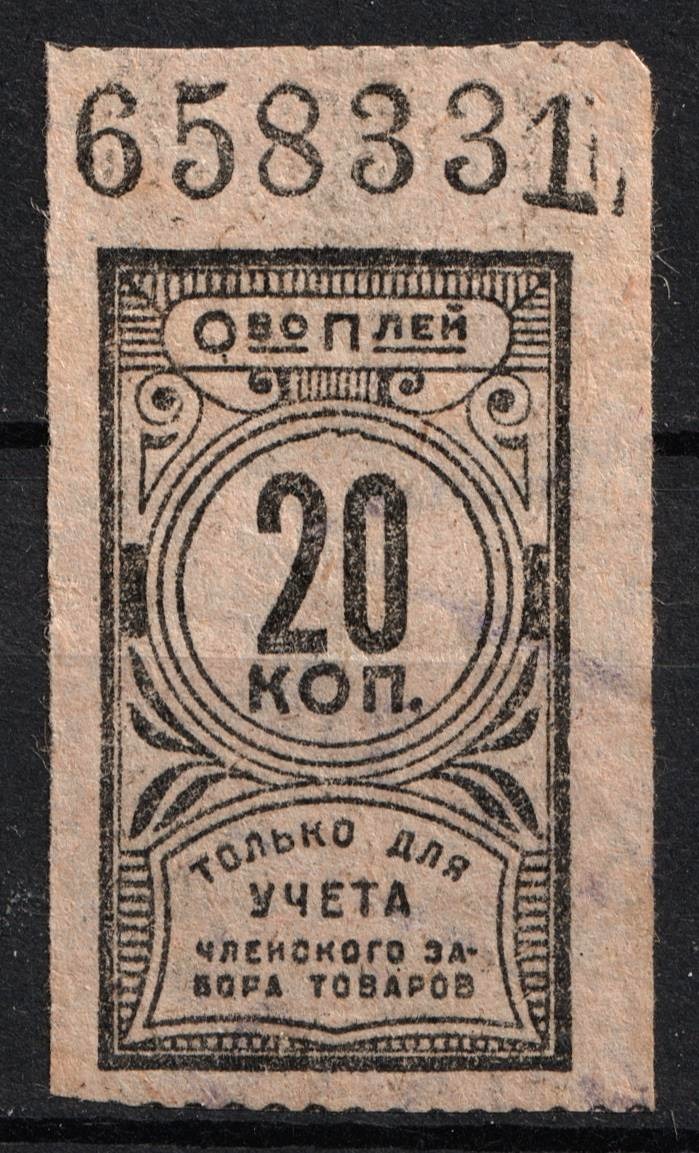 658331
ОВОПЛЕЙ
20
КОП.
ТОЛЬКО ДЛЯ
УЧЕТА
ЧЛЕНСКОГО ЗА-
БОРА ТОВАРОВ